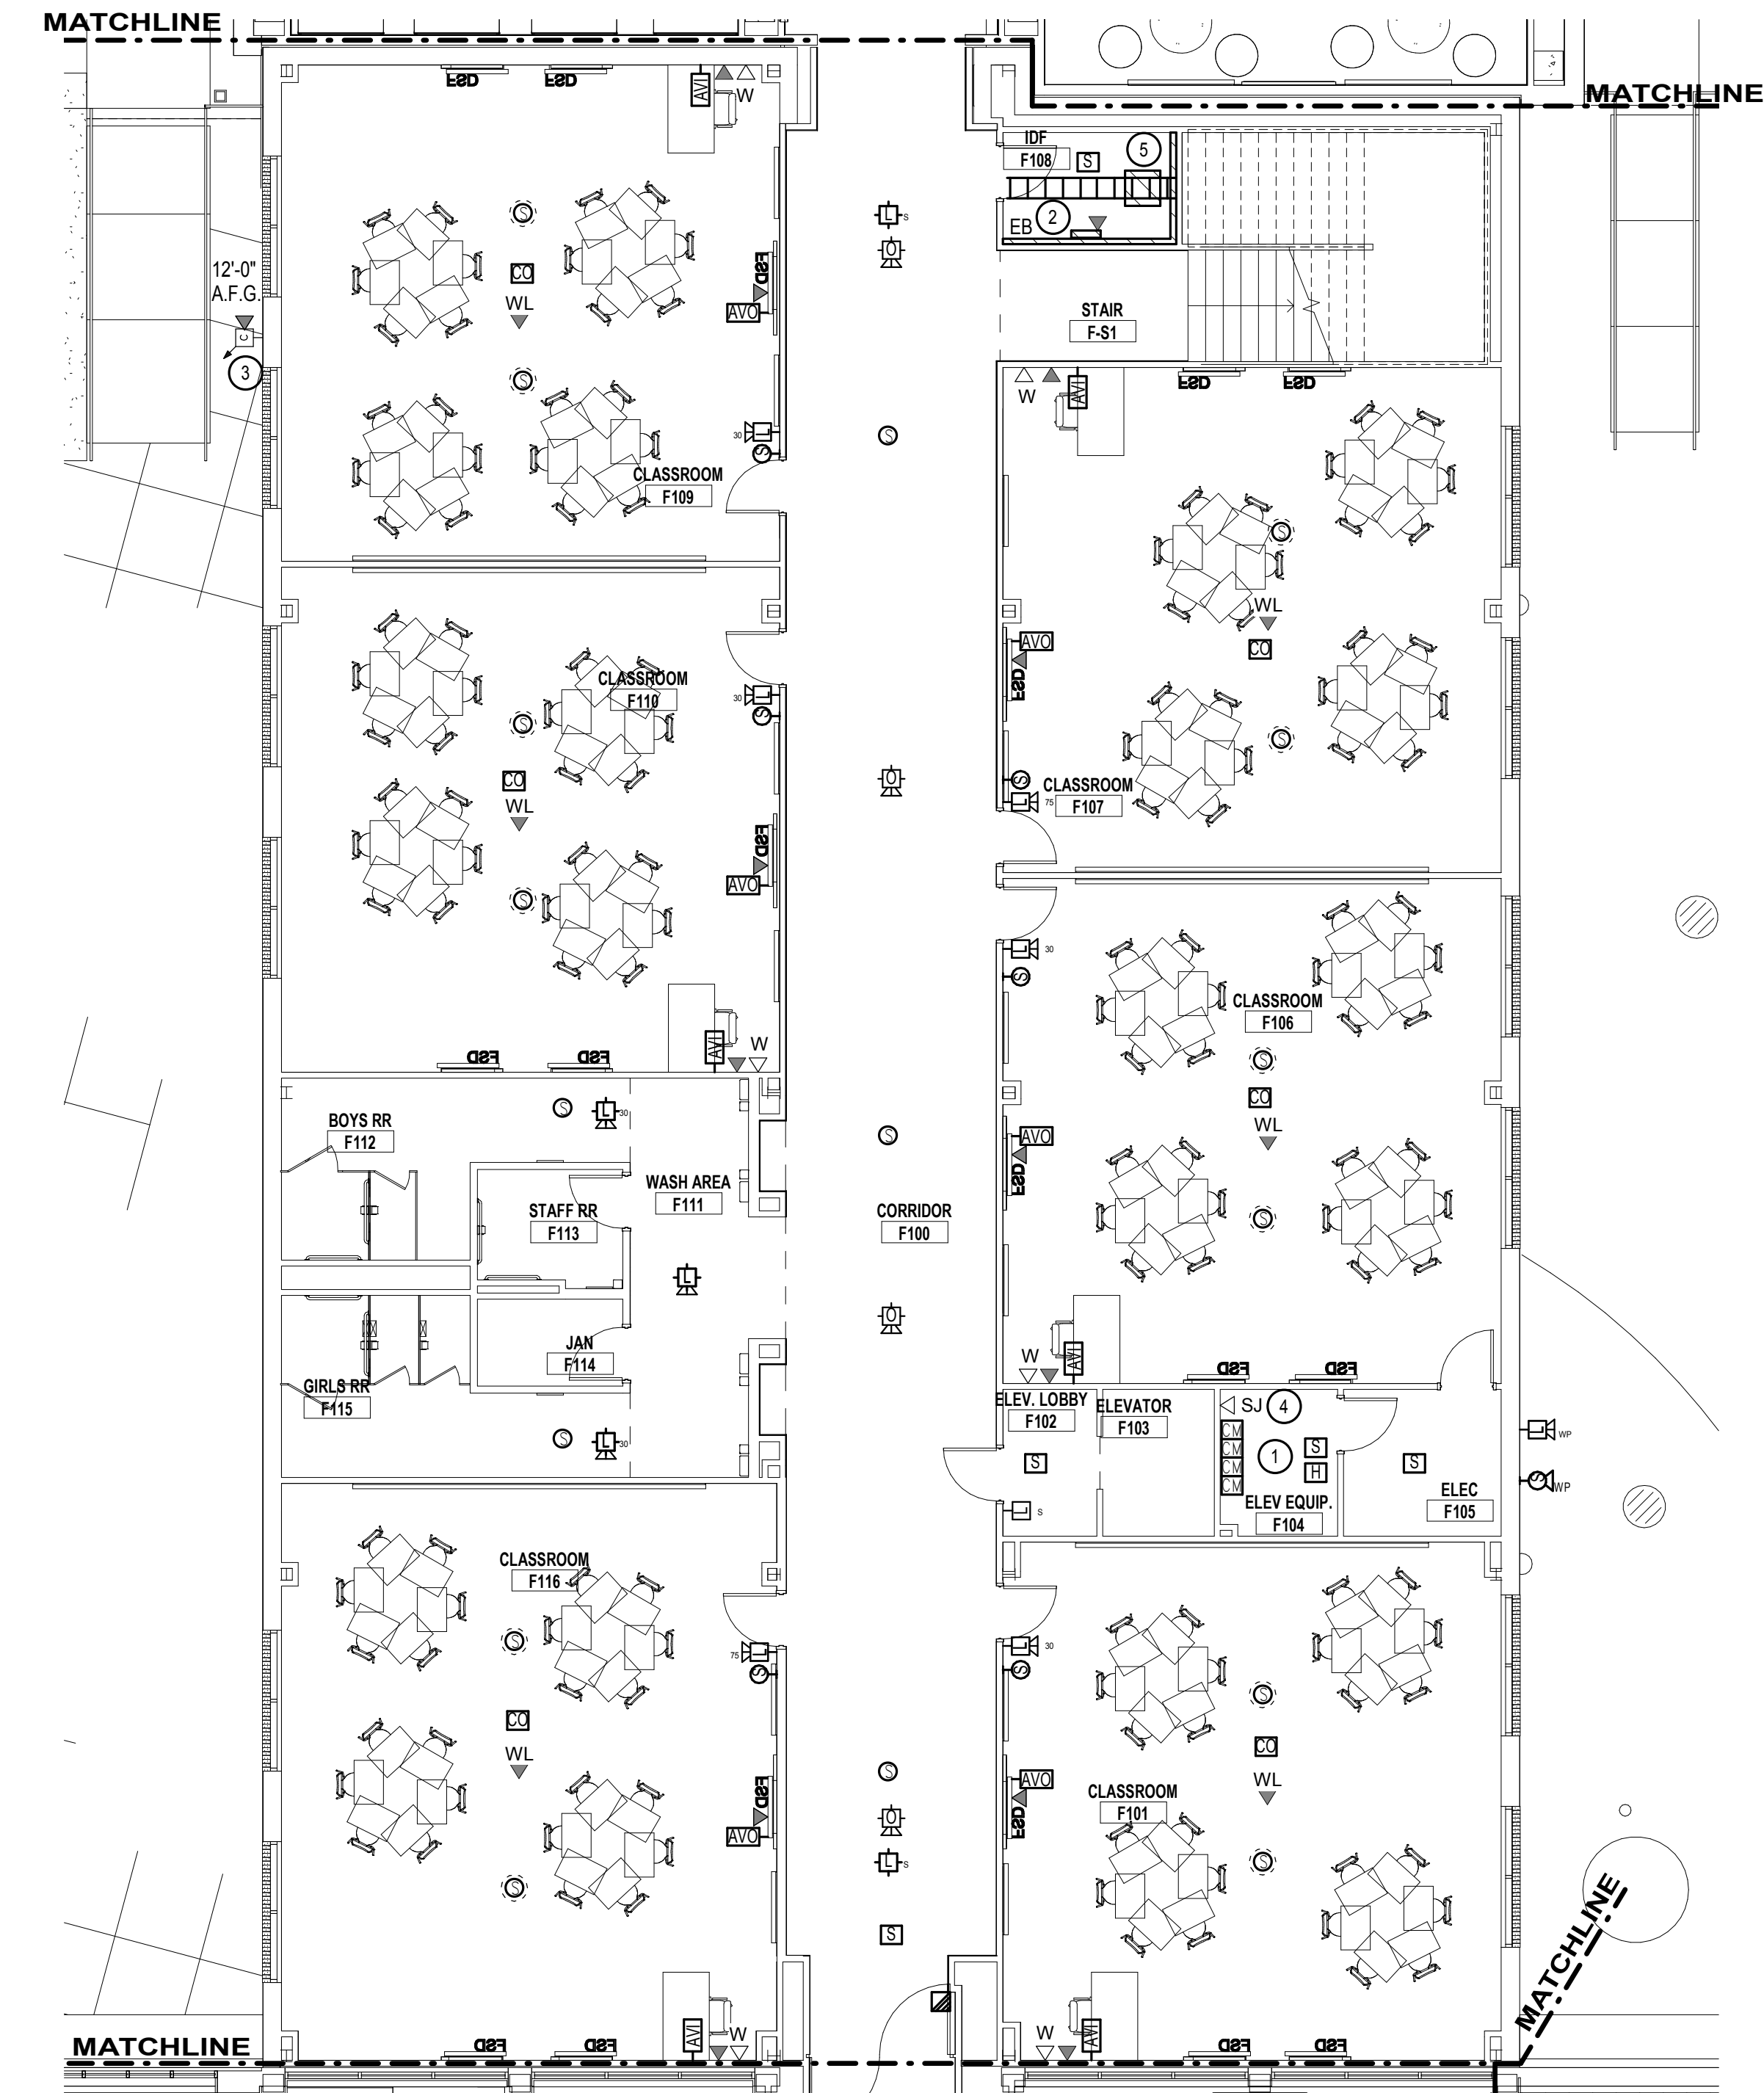 MATCHLINE
MATCHLINE
FSD
FSD
AVI
W
IDF
F108
S
5
EB
2
L
S
O
S
CO
WL
FSD
AVO
12'-0"
A.F.G.
C
3
STAIR
F-S1
S
30
L
S
S
CLASSROOM
F109
W
AVI
FSD
FSD
S
WL
CO
AVO
FSD
S
S
L
75
CLASSROOM
F107
CLASSROOM
F110
30
L
S
S
CO
WL
FSD
AVO
S
O
FSD
FSD
AVI
W
L
30
S
CLASSROOM
F106
S
CO
WL
AVO
FSD
S
BOYS RR
F112
S
L
30
S
STAFF RR
F113
WASH AREA
F111
CORRIDOR
F100
L
O
JAN
F114
GIRLS RR
F115
S
L
30
W
AVI
FSD
FSD
ELEV. LOBBY
F102
ELEVATOR
F103
SJ
4
CM
CM
CM
CM
1
S
H
S
S
L
S
ELEV EQUIP.
F104
ELEC
F105
L
WP
S
WP
CLASSROOM
F116
S
75
L
S
CO
WL
FSD
AVO
S
L
30
S
S
CO
WL
AVO
FSD
CLASSROOM
F101
S
S
O
L
S
S
MATCHLINE
FSD
FSD
AVI
W
W
AVI
FSD
FSD
MATCHLINE